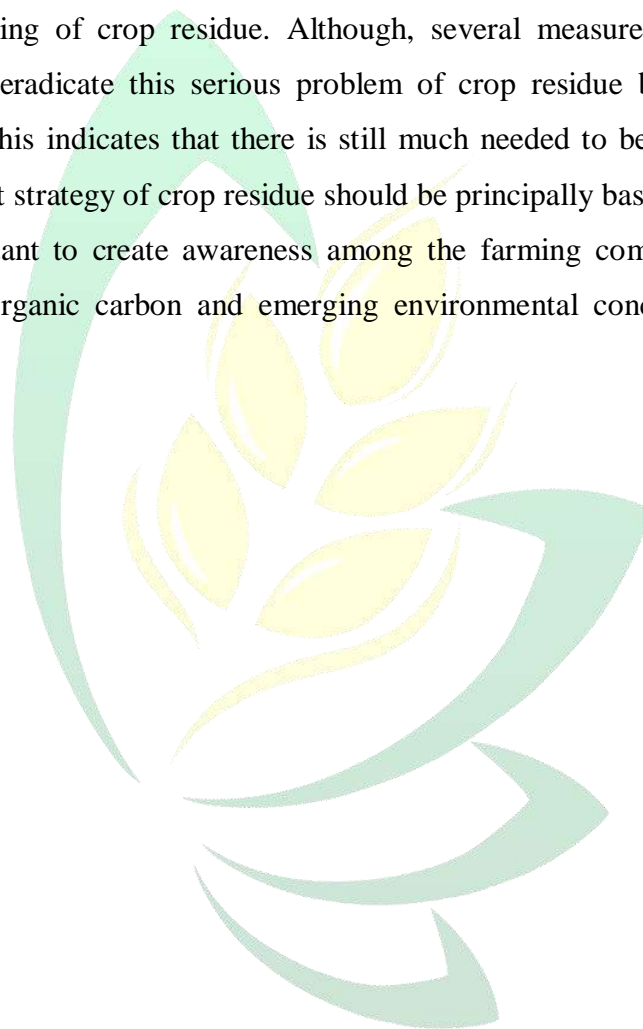 ing of crop residue. Although, several measure
eradicate this serious problem of crop residue
his indicates that there is still much needed to be
t strategy of crop residue should be principally bas
ant to create awareness among the farming com
rganic carbon and emerging environmental conc